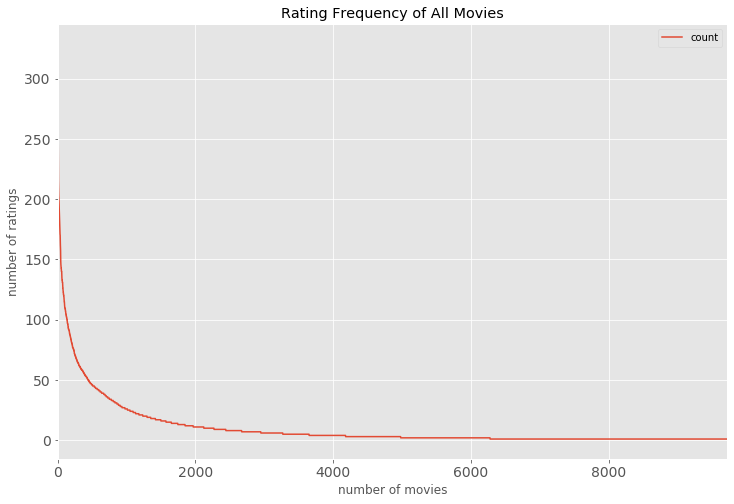 Rating Frequency of All Movies
count
300
250
200
150
100
50
0
number of ratings
0 2000 4000 6000 8000
number of movies